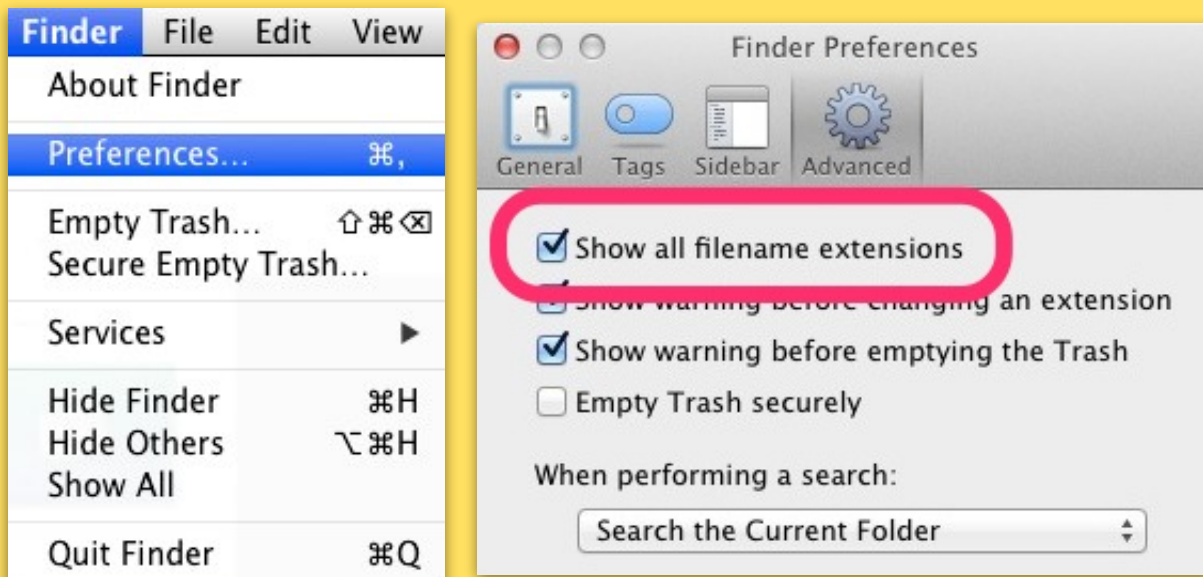 Finder File Edit View
About Finder
Preferences... ⌘,
Empty Trash... ⇧⌘⌫
Secure Empty Trash...
Services ▶
Hide Finder ⌘H
Hide Others ⌥⌘H
Show All
Quit Finder ⌘Q
Finder Preferences
General Tags Sidebar Advanced
Show all filename extensions
Show warning before changing an extension
Show warning before emptying the Trash
Empty Trash securely
When performing a search:
Search the Current Folder